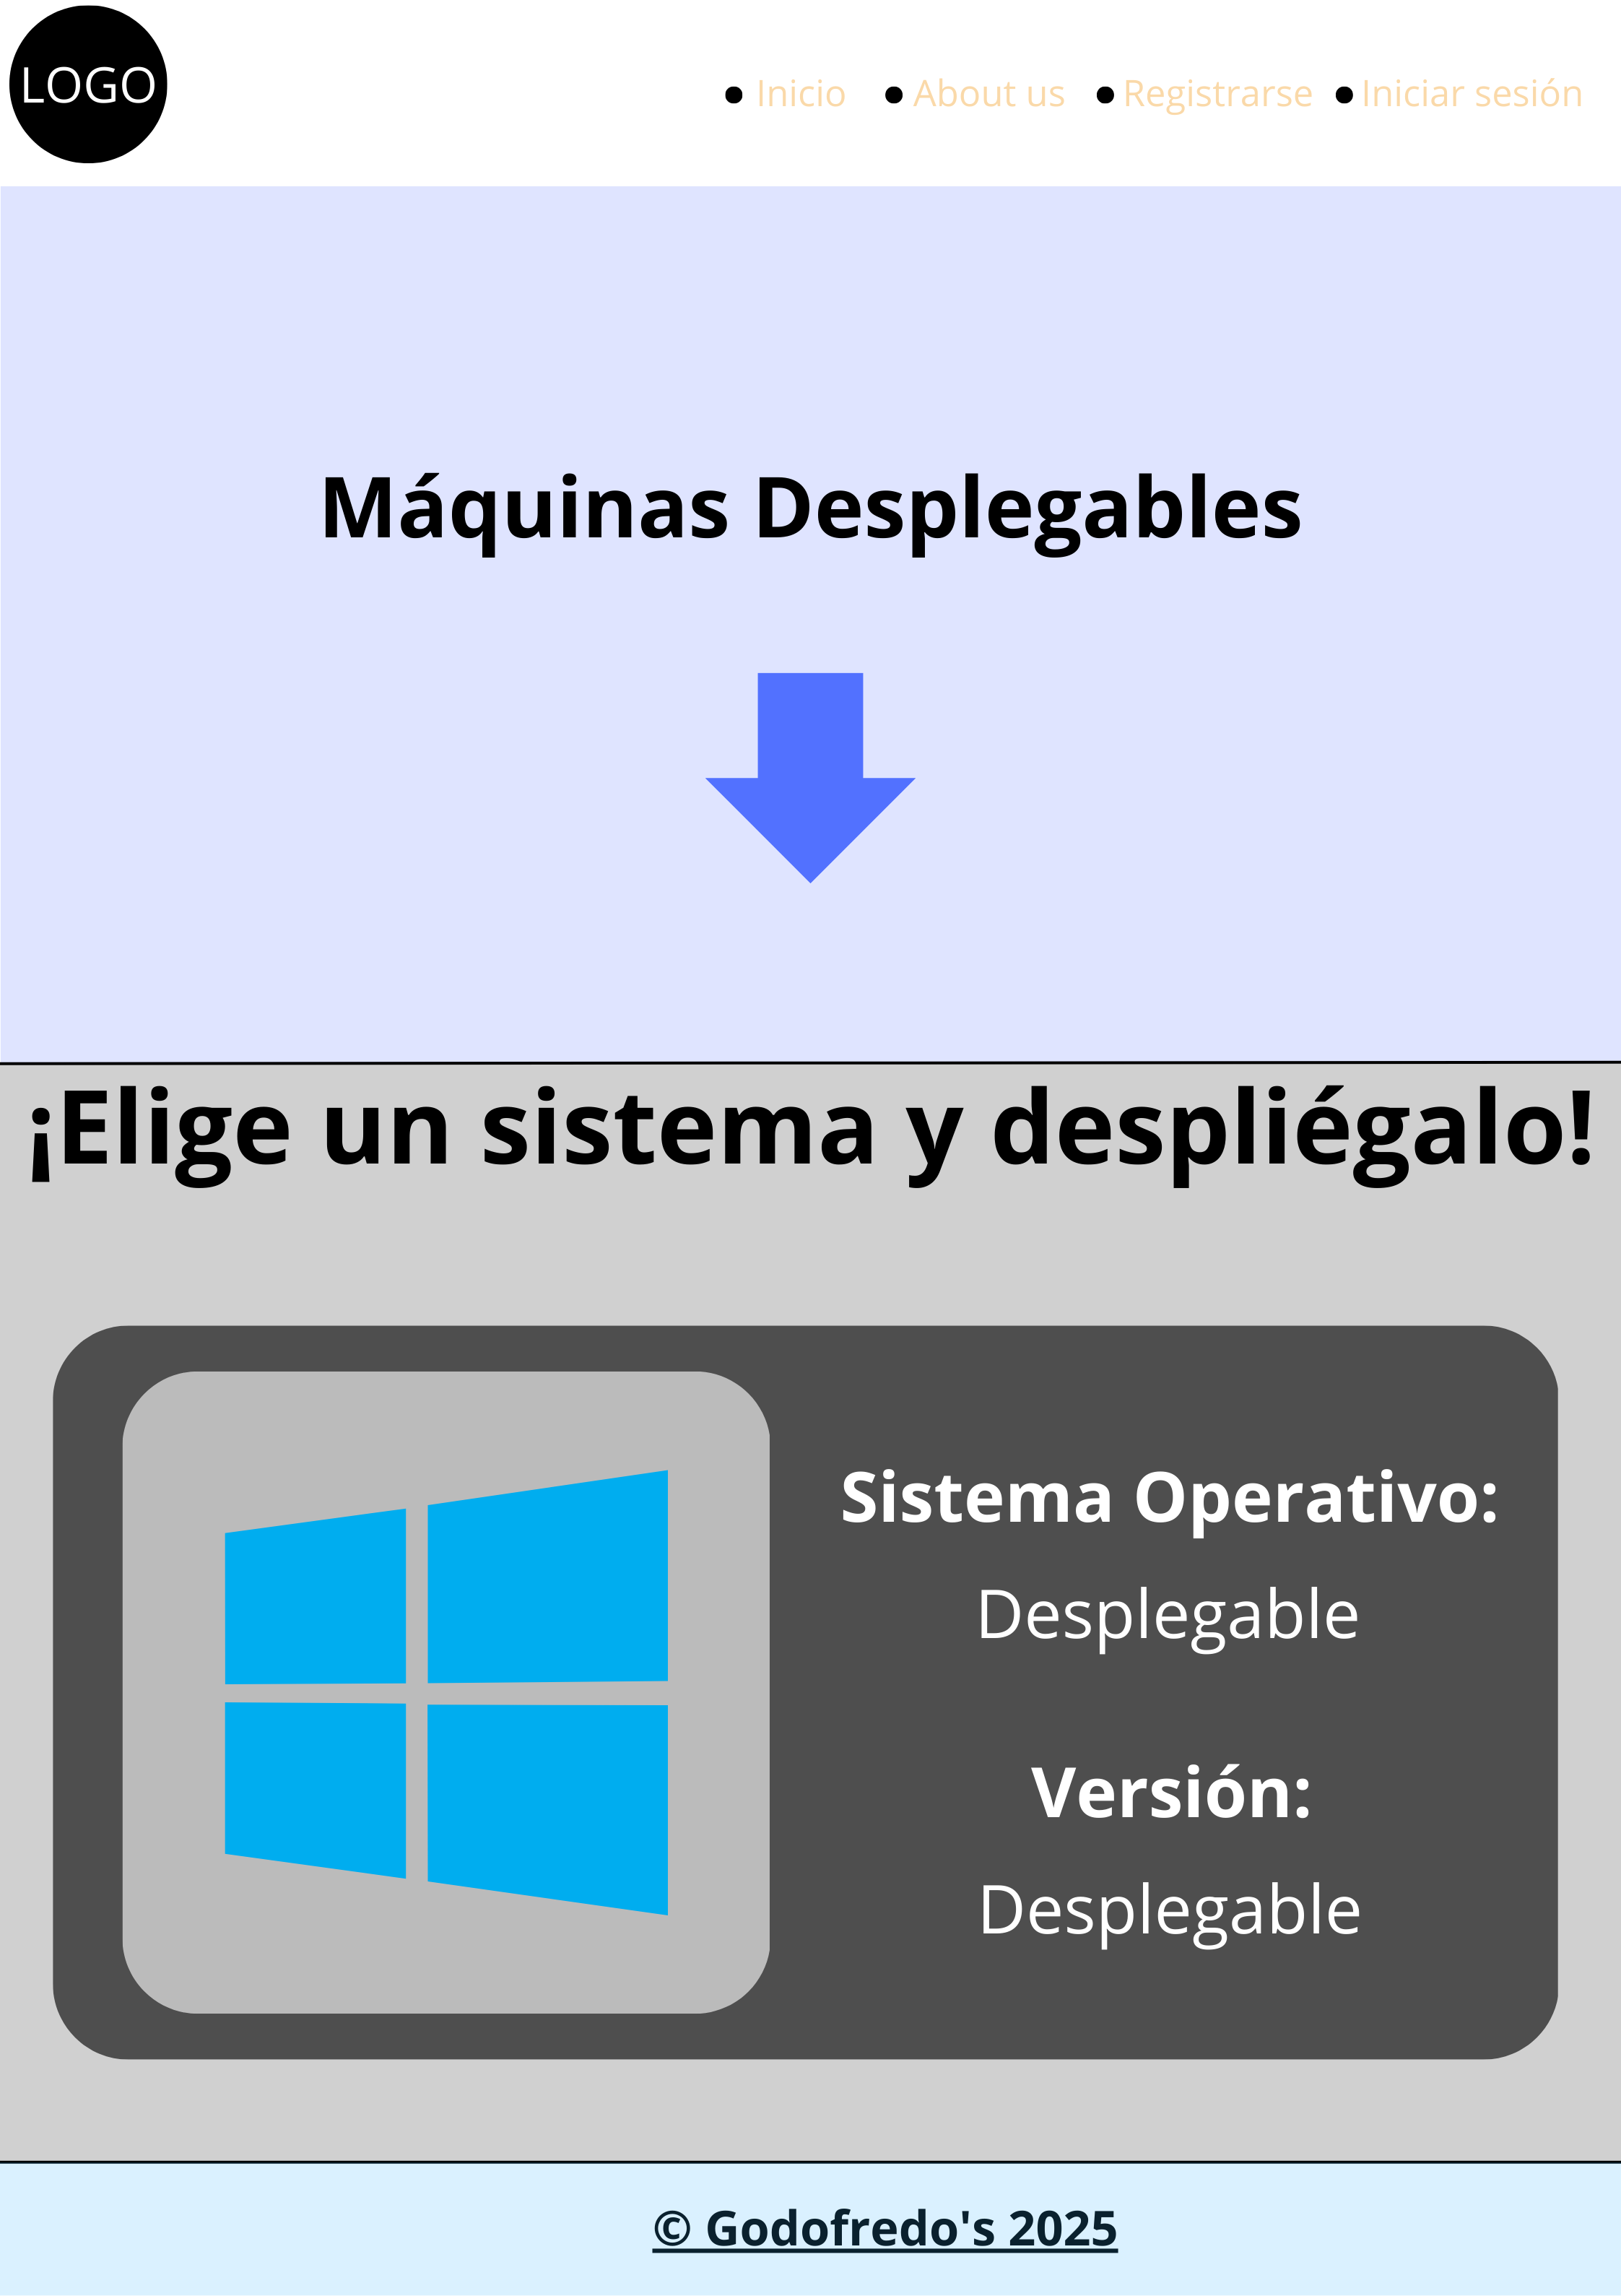 LOGO
• Inicio • About us • Registrarse • Iniciar sesión
Máquinas Desplegables
¡Elige un sistema y despliégalo!
Sistema Operativo:
Desplegable
Versión:
Desplegable
© Godofredo's 2025